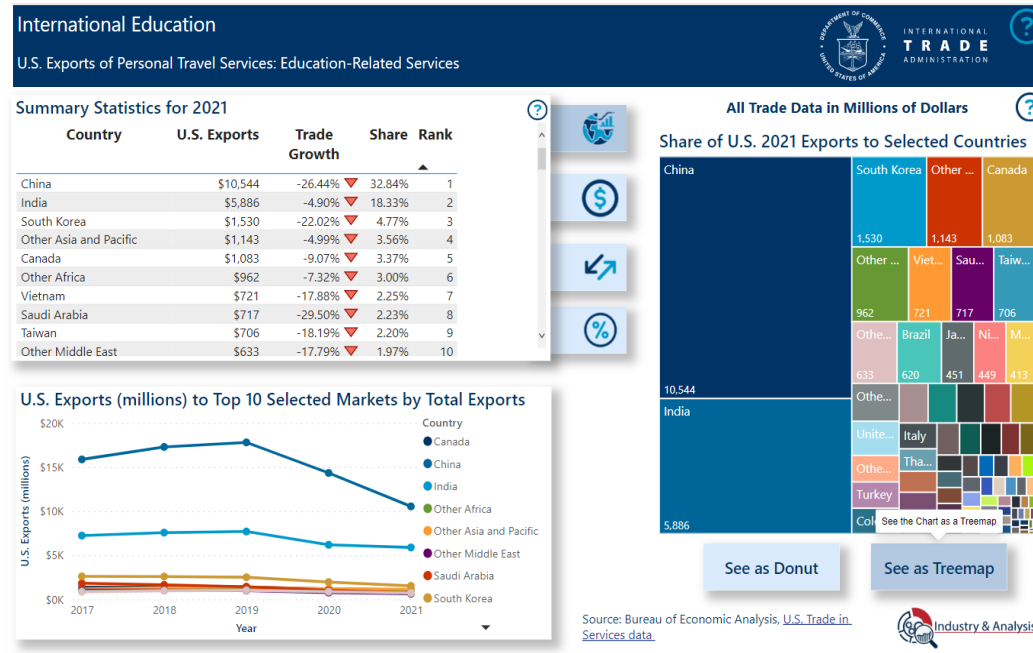 International Education
U.S. Exports of Personal Travel Services: Education-Related Services
DEPARTMENT OF COMMERCE
UNITED STATES OF AMERICA
INTERNATIONAL
TRADE
ADMINISTRATION
?
Summary Statistics for 2021
?
Country U.S. Exports Trade Growth Share Rank
China $10,544 -26.44% 32.84% 1
India $5,886 -4.90% 18.33% 2
South Korea $1,530 -22.02% 4.77% 3
Other Asia and Pacific $1,143 -4.99% 3.56% 4
Canada $1,083 -9.07% 3.37% 5
Other Africa $962 -7.32% 3.00% 6
Vietnam $721 -17.88% 2.25% 7
Saudi Arabia $717 -29.50% 2.23% 8
Taiwan $706 -18.19% 2.20% 9
Other Middle East $633 -17.79% 1.97% 10
$
%
U.S. Exports (millions) to Top 10 Selected Markets by Total Exports
U.S. Exports (millions)
$20K
$15K
$10K
$5K
$0K
2017 2018 2019 2020 2021
Year
Country
Canada
China
India
Other Africa
Other Asia and Pacific
Other Middle East
Saudi Arabia
South Korea
All Trade Data in Millions of Dollars
?
Share of U.S. 2021 Exports to Selected Countries
China
10,544
India
5,886
South Korea Other ... Canada
1,530 1,143 1,083
Other ... Viet... Sau... Taiw...
962 721 717 706
Othe... Brazil Ja... Ni... M...
633 620 451 449 413
Othe...
Unite... Italy
Othe... Tha...
Turkey
Col
See the Chart as a Treemap
See as Donut
See as Treemap
Source: Bureau of Economic Analysis, U.S. Trade in
Services data
Industry & Analysis